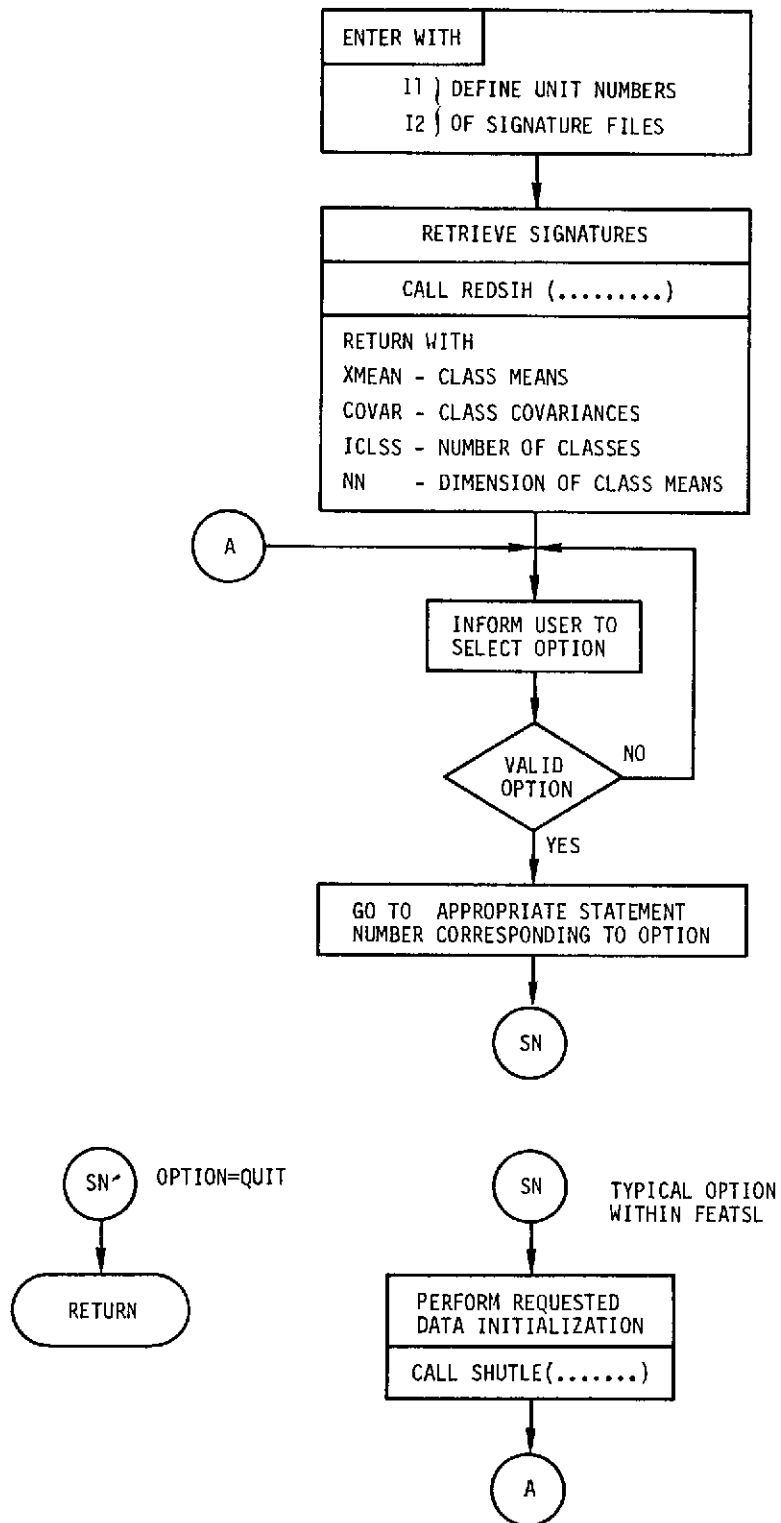 ENTER WITH
I1 } DEFINE UNIT NUMBERS
I2 } OF SIGNATURE FILES
RETRIEVE SIGNATURES
CALL REDSIH (.........)
RETURN WITH
XMEAN - CLASS MEANS
COVAR - CLASS COVARIANCES
ICLSS - NUMBER OF CLASSES
NN - DIMENSION OF CLASS MEANS
A
INFORM USER TO
SELECT OPTION
VALID
OPTION
NO
YES
GO TO APPROPRIATE STATEMENT
NUMBER CORRESPONDING TO OPTION
SN
SN´ OPTION=QUIT
RETURN
SN
TYPICAL OPTION
WITHIN FEATSL
PERFORM REQUESTED
DATA INITIALIZATION
CALL SHUTLE(.......)
A